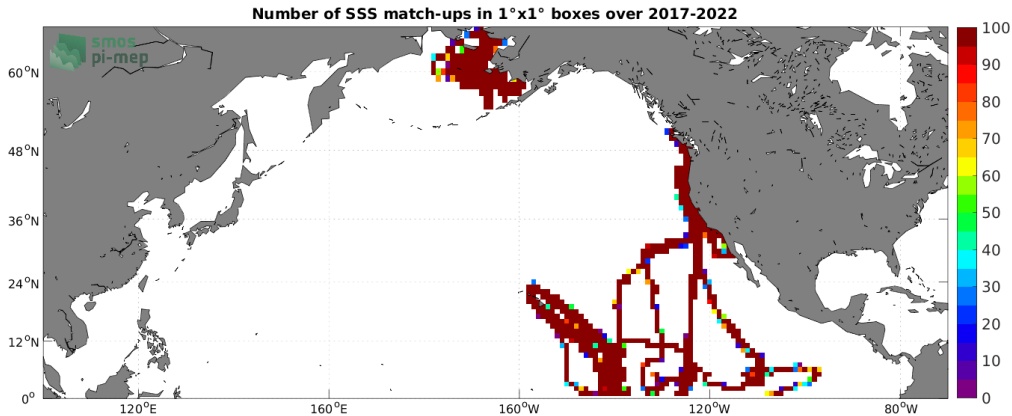 Number of SSS match-ups in 1°x1° boxes over 2017-2022
smos
pi-mep
60°N
48°N
36°N
24°N
12°N
0°
120°E
160°E
160°W
120°W
80°W
100
90
80
70
60
50
40
30
20
10
0